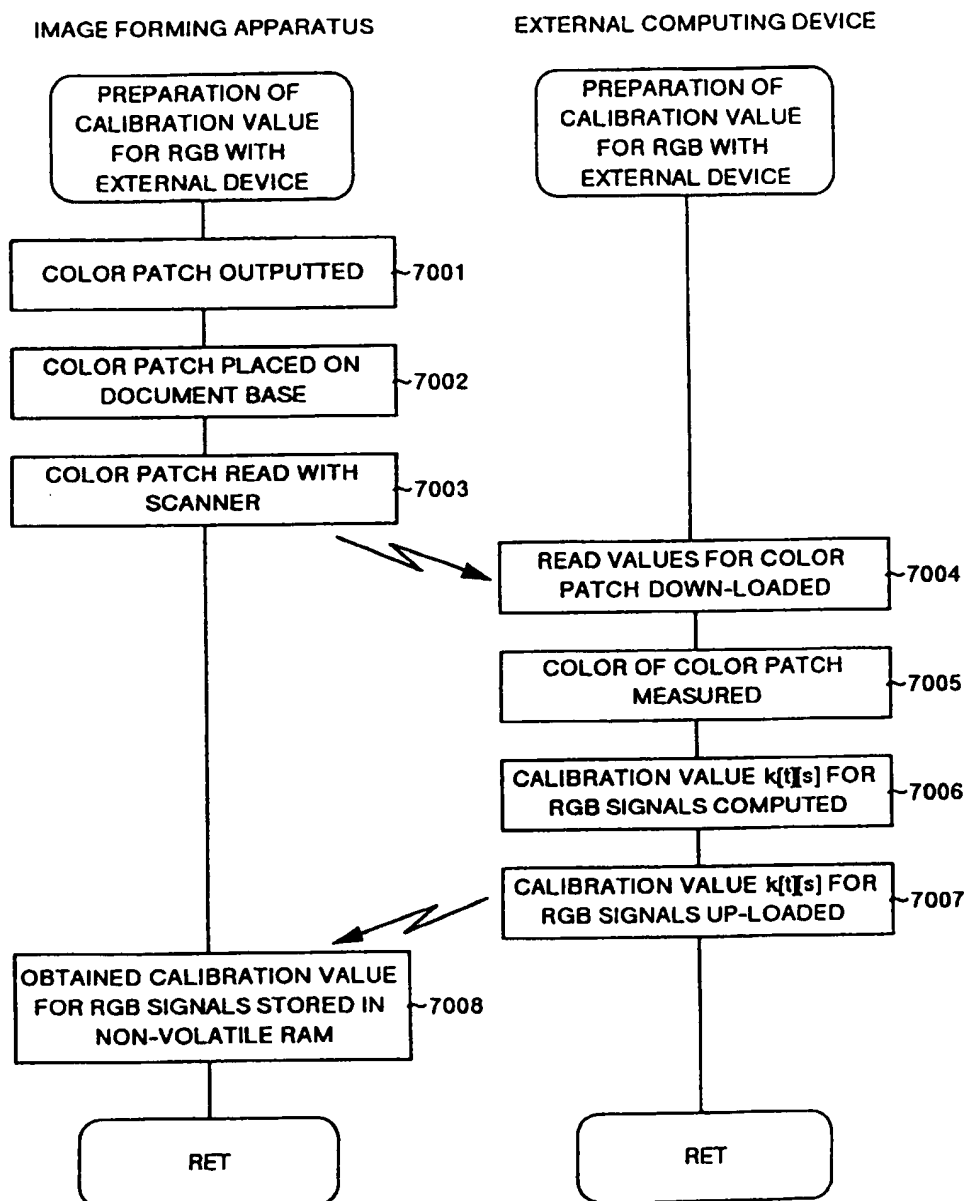 IMAGE FORMING APPARATUS
EXTERNAL COMPUTING DEVICE
PREPARATION OF
CALIBRATION VALUE
FOR RGB WITH
EXTERNAL DEVICE
PREPARATION OF
CALIBRATION VALUE
FOR RGB WITH
EXTERNAL DEVICE
COLOR PATCH OUTPUTTED
~7001
COLOR PATCH PLACED ON
DOCUMENT BASE
~7002
COLOR PATCH READ WITH
SCANNER
~7003
READ VALUES FOR COLOR
PATCH DOWN-LOADED
~7004
COLOR OF COLOR PATCH
MEASURED
~7005
CALIBRATION VALUE k[t][s] FOR
RGB SIGNALS COMPUTED
~7006
CALIBRATION VALUE k[t][s] FOR
RGB SIGNALS UP-LOADED
~7007
OBTAINED CALIBRATION VALUE
FOR RGB SIGNALS STORED IN
NON-VOLATILE RAM
~7008
RET
RET